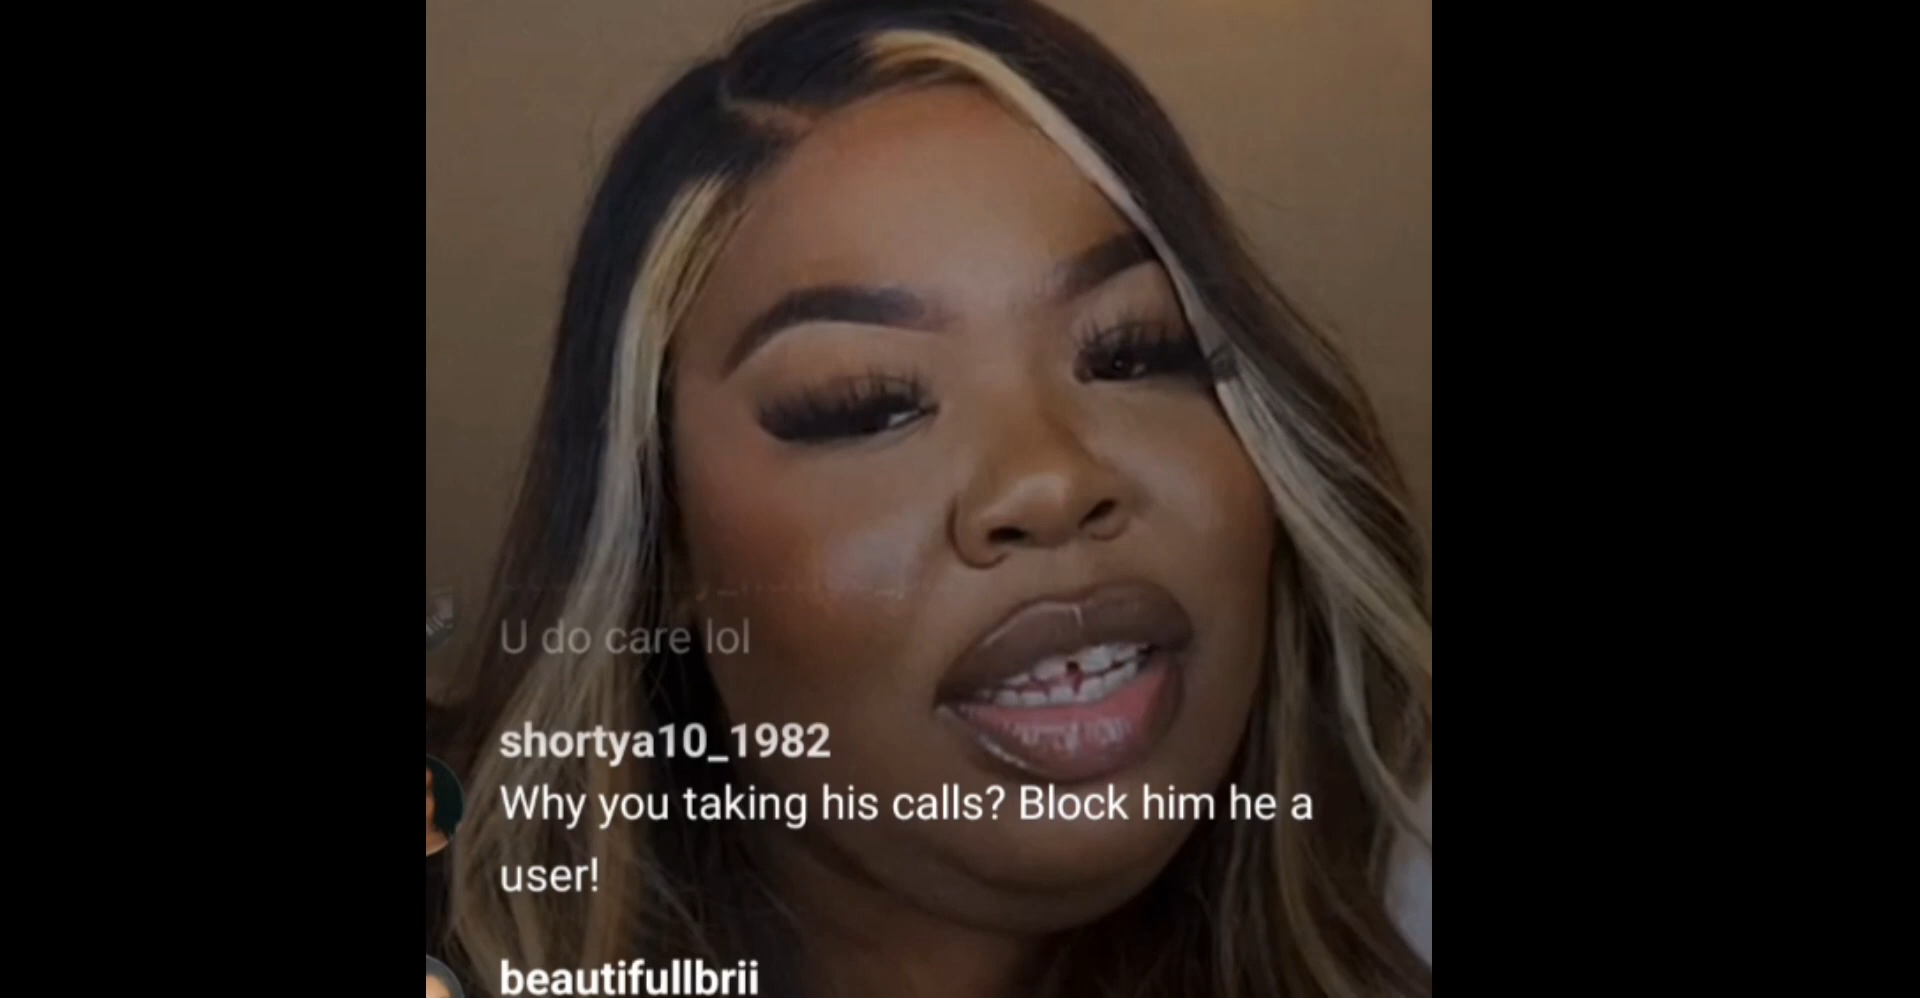 U do care lol
shortya10_1982
Why you taking his calls? Block him he a
user!
beautifullbrii